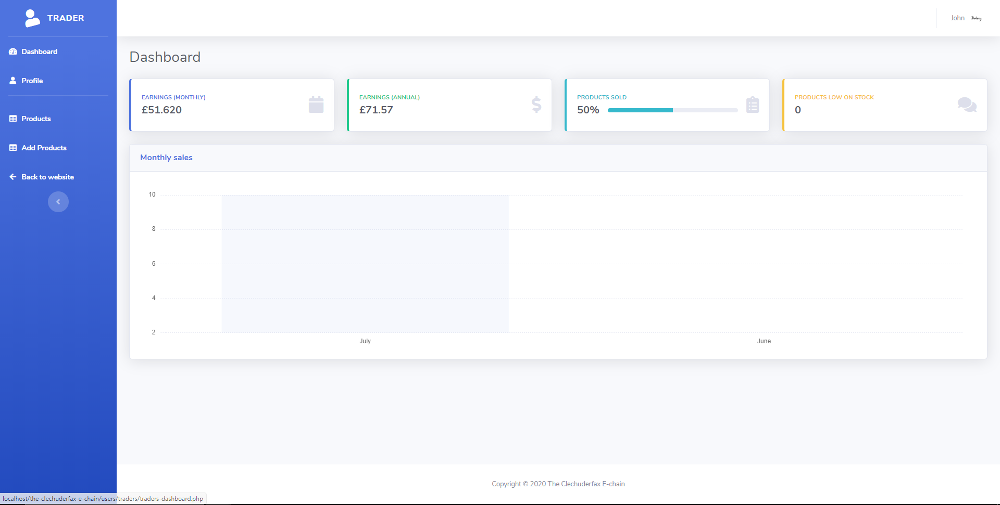 TRADER
John
Bakery
Dashboard
Profile
Products
Add Products
Back to website
Dashboard
EARNINGS (MONTHLY)
£51.620
EARNINGS (ANNUAL)
£71.57
PRODUCTS SOLD
50%
PRODUCTS LOW ON STOCK
0
Monthly sales
10
8
6
4
2
July
June
Copyright © 2020 The Clechuderfax E-chain
localhost/the-clechuderfax-e-chain/users/traders/traders-dashboard.php